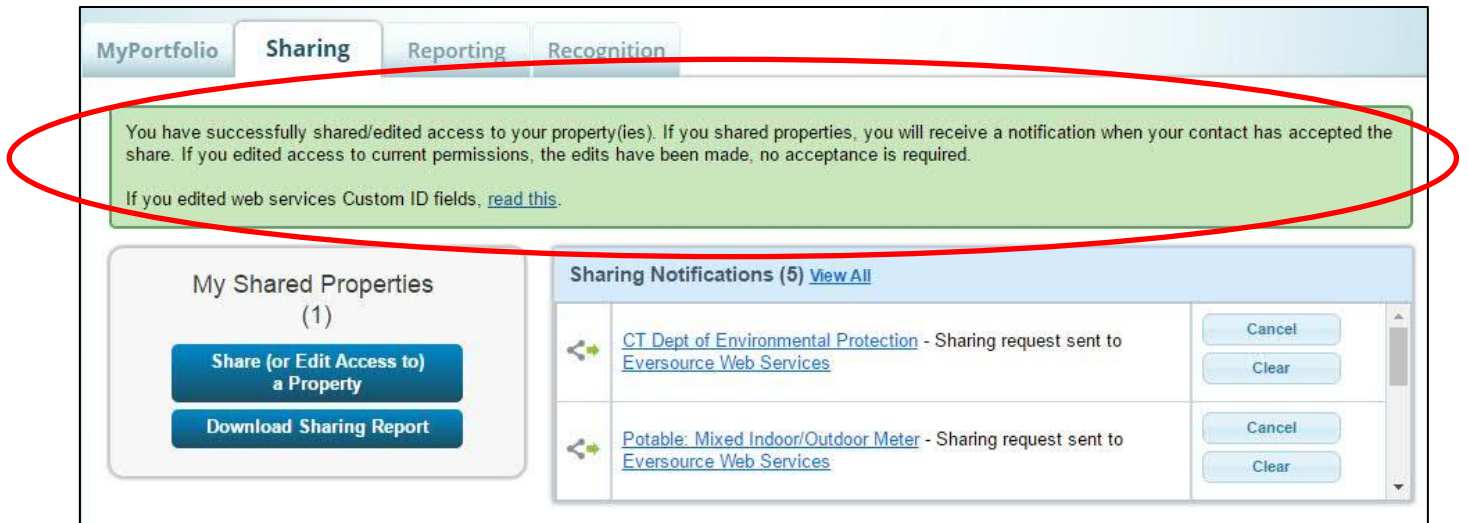 MyPortfolio Sharing Reporting Recognition
You have successfully shared/edited access to your property(ies). If you shared properties, you will receive a notification when your contact has accepted the
share. If you edited access to current permissions, the edits have been made, no acceptance is required.
If you edited web services Custom ID fields, read this.
My Shared Properties
(1)
Share (or Edit Access to)
a Property
Download Sharing Report
Sharing Notifications (5) View All
CT Dept of Environmental Protection - Sharing request sent to
Eversource Web Services
Cancel
Clear
Potable: Mixed Indoor/Outdoor Meter - Sharing request sent to
Eversource Web Services
Cancel
Clear